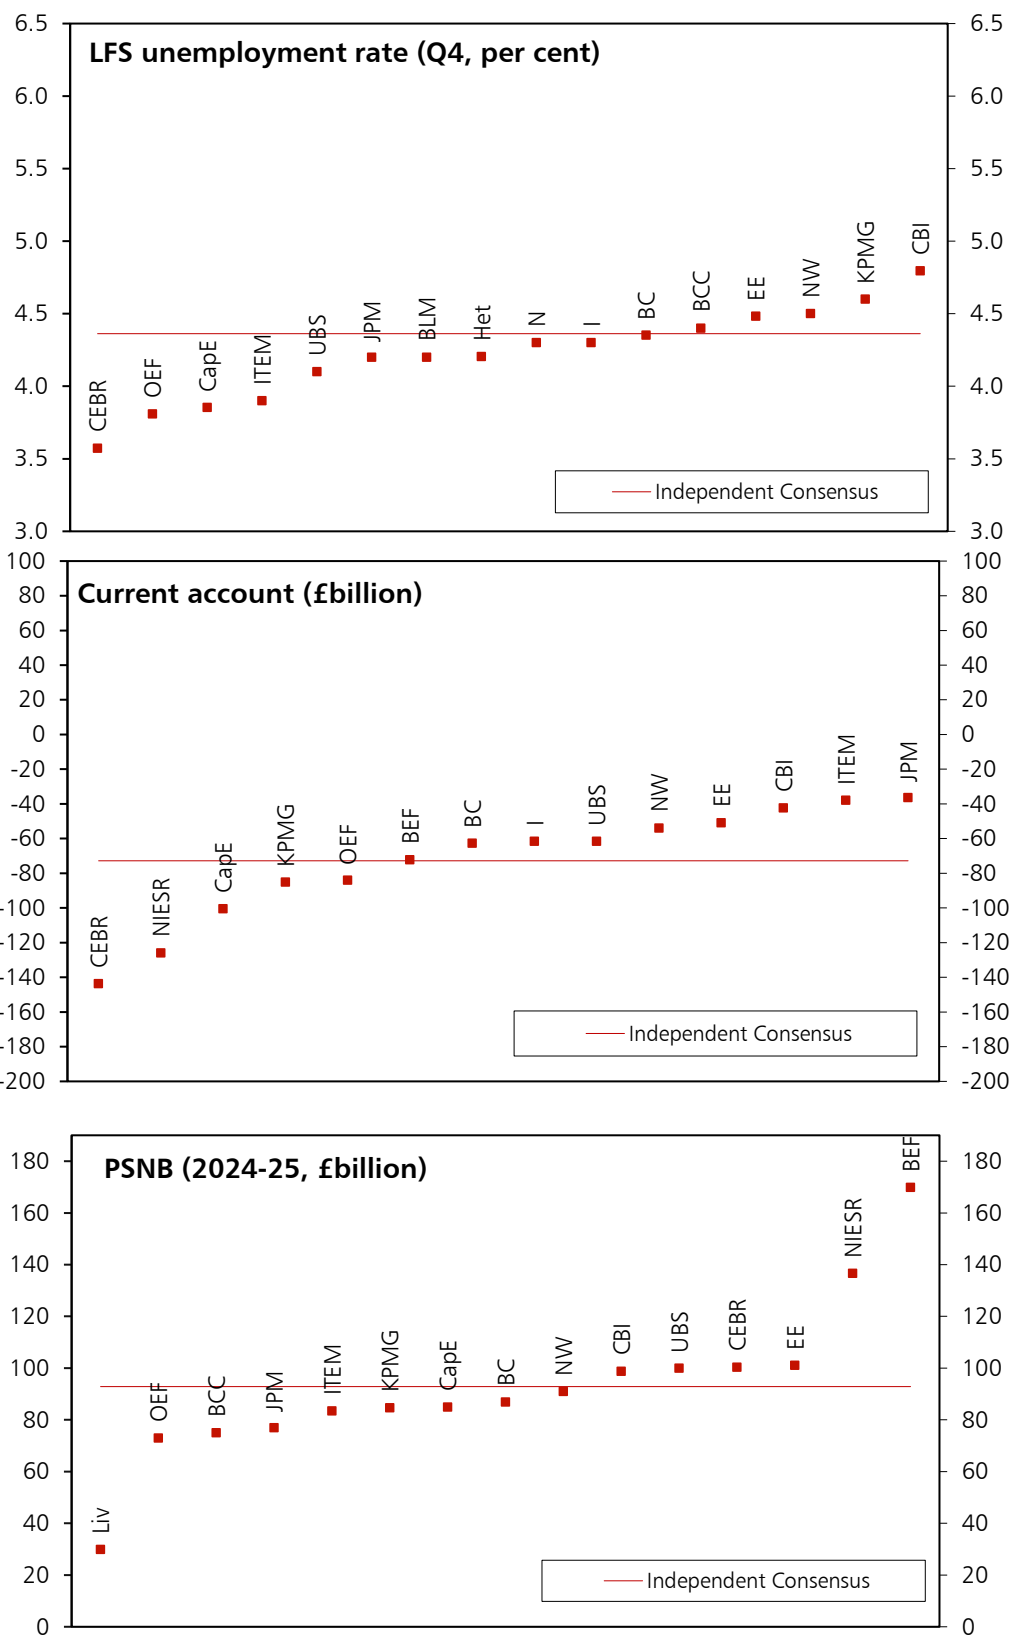 6.5 6.5
LFS unemployment rate (Q4, per cent)
6.0 6.0
5.5 5.5
5.0 5.0
4.5 4.5
4.0 4.0
3.5 3.5
3.0 3.0
CEBR
OEF
CapE
ITEM
UBS
JPM
BLM
Het
N
I
BC
BCC
EE
NW
KPMG
CBI
Independent Consensus
100 100
Current account (£billion)
80 80
60 60
40 40
20 20
0 0
-20 -20
-40 -40
-60 -60
-80 -80
-100 -100
-120 -120
-140 -140
-160 -160
-180 -180
-200 -200
CEBR
NIESR
CapE
KPMG
OEF
BEF
BC
I
UBS
NW
EE
CBI
ITEM
JPM
Independent Consensus
PSNB (2024-25, £billion)
180 180
160 160
140 140
120 120
100 100
80 80
60 60
40 40
20 20
0 0
Liv
OEF
BCC
JPM
ITEM
KPMG
CapE
BC
NW
CBI
UBS
CEBR
EE
NIESR
BEF
Independent Consensus